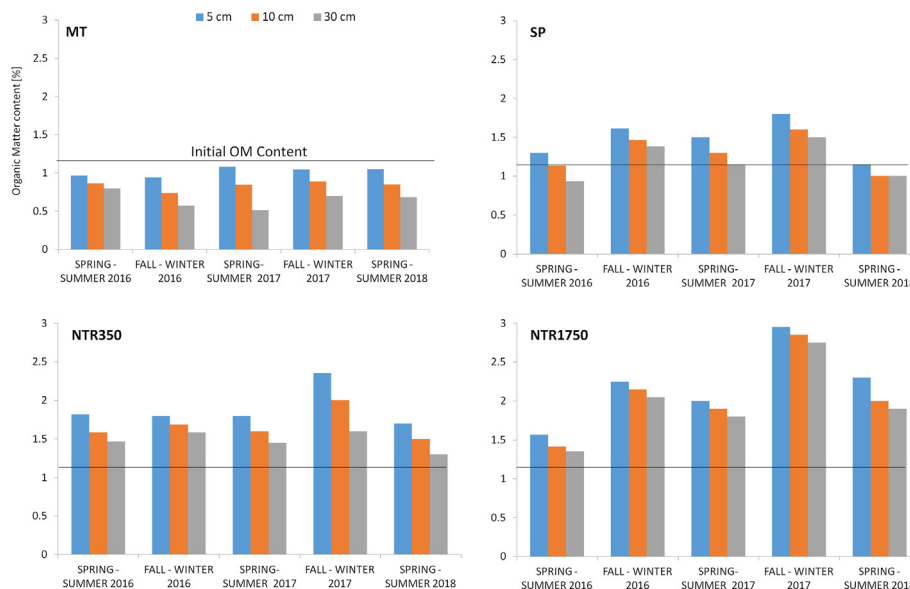 5 cm 10 cm 30 cm
MT
Organic Matter content [%]
3
2.5
2
1.5
1
0.5
0
Initial OM Content
SPRING - SUMMER 2016
FALL - WINTER 2016
SPRING- SUMMER 2017
FALL - WINTER 2017
SPRING - SUMMER 2018
SP
3
2.5
2
1.5
1
0.5
0
SPRING - SUMMER 2016
FALL - WINTER 2016
SPRING- SUMMER 2017
FALL - WINTER 2017
SPRING - SUMMER 2018
NTR350
3
2.5
2
1.5
1
0.5
0
SPRING - SUMMER 2016
FALL - WINTER 2016
SPRING- SUMMER 2017
FALL - WINTER 2017
SPRING - SUMMER 2018
NTR1750
3
2.5
2
1.5
1
0.5
0
SPRING - SUMMER 2016
FALL - WINTER 2016
SPRING- SUMMER 2017
FALL - WINTER 2017
SPRING - SUMMER 2018